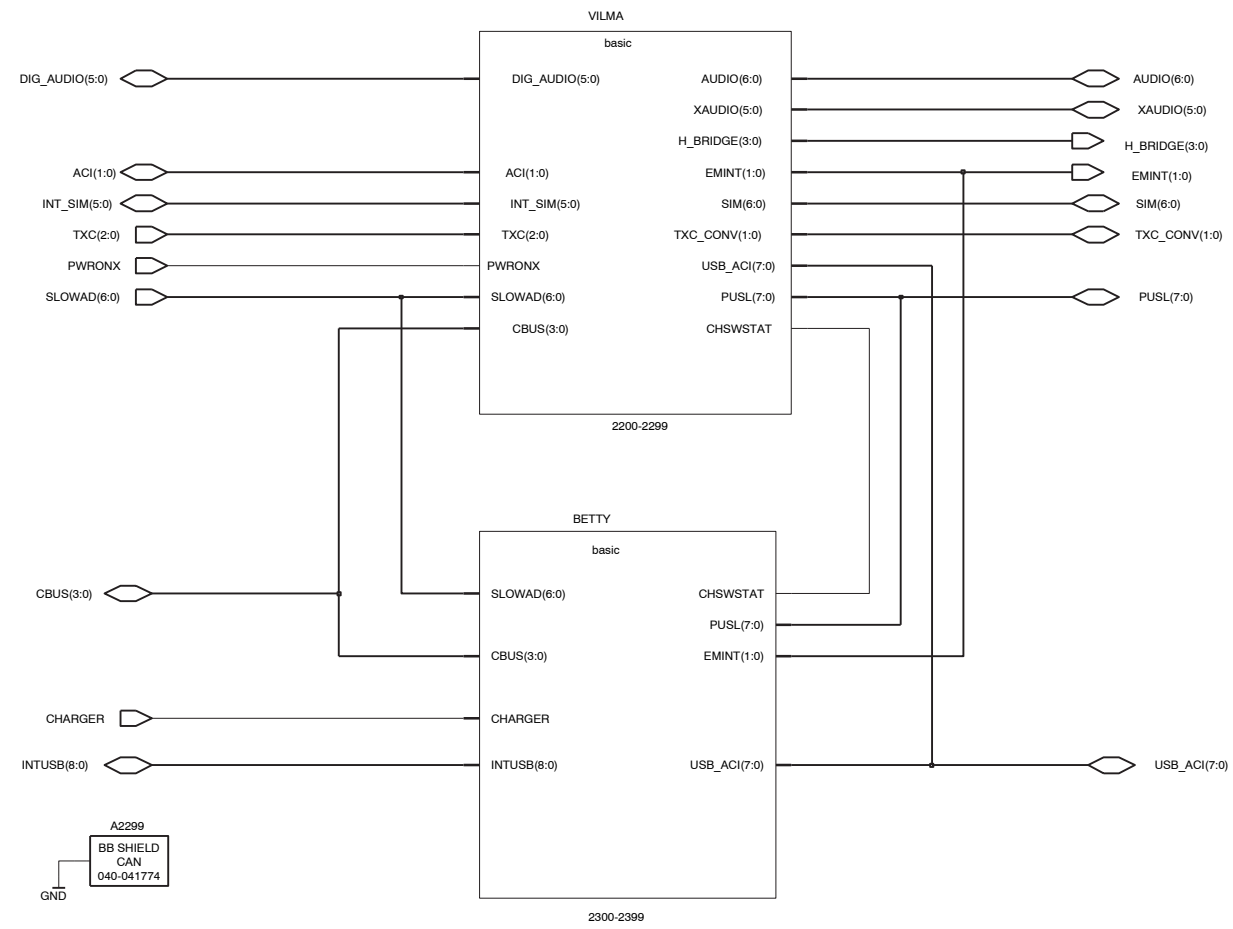 VILMA
basic
DIG_AUDIO(5:0) DIG_AUDIO(5:0) AUDIO(6:0) AUDIO(6:0)
XAUDIO(5:0) XAUDIO(5:0)
H_BRIDGE(3:0) H_BRIDGE(3:0)
ACI(1:0) ACI(1:0) EMINT(1:0) EMINT(1:0)
INT_SIM(5:0) INT_SIM(5:0) SIM(6:0) SIM(6:0)
TXC(2:0) TXC(2:0) TXC_CONV(1:0) TXC_CONV(1:0)
PWRONX PWRONX USB_ACI(7:0)
SLOWAD(6:0) SLOWAD(6:0) PUSL(7:0) PUSL(7:0)
CBUS(3:0) CHSWSTAT
2200-2299
BETTY
basic
CBUS(3:0) SLOWAD(6:0) CHSWSTAT
PUSL(7:0)
CBUS(3:0) EMINT(1:0)
CHARGER CHARGER
INTUSB(8:0) INTUSB(8:0) USB_ACI(7:0) USB_ACI(7:0)
A2299
BB SHIELD
CAN
040-041774
GND
2300-2399